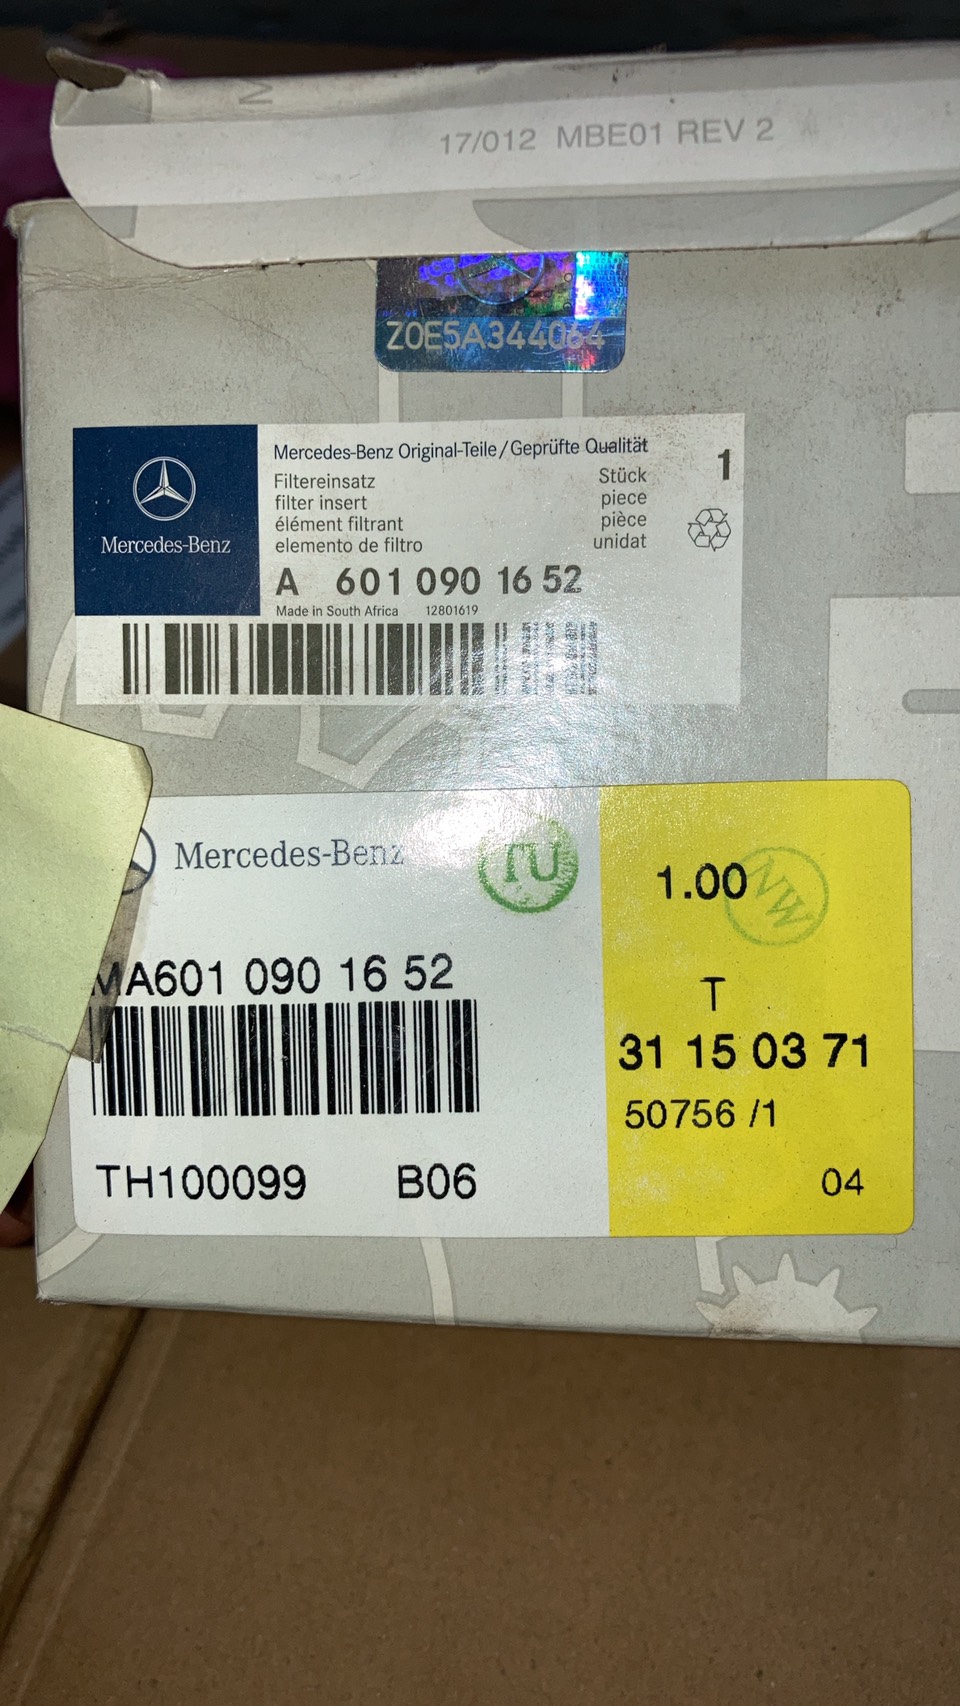 17/012 MBE01 REV 2
Z0E5A344064
Mercedes-Benz Original-Teile/Geprüfte Qualität
1
Filtereinsatz Stück
filter insert piece
élément filtrant pièce
elemento de filtro unidat
Mercedes-Benz
A 601 090 16 52
Made in South Africa 12801619
Mercedes-Benz
TU
1.00
NW
MA601 090 16 52
T
31 15 03 71
50756 /1
TH100099 B06
04